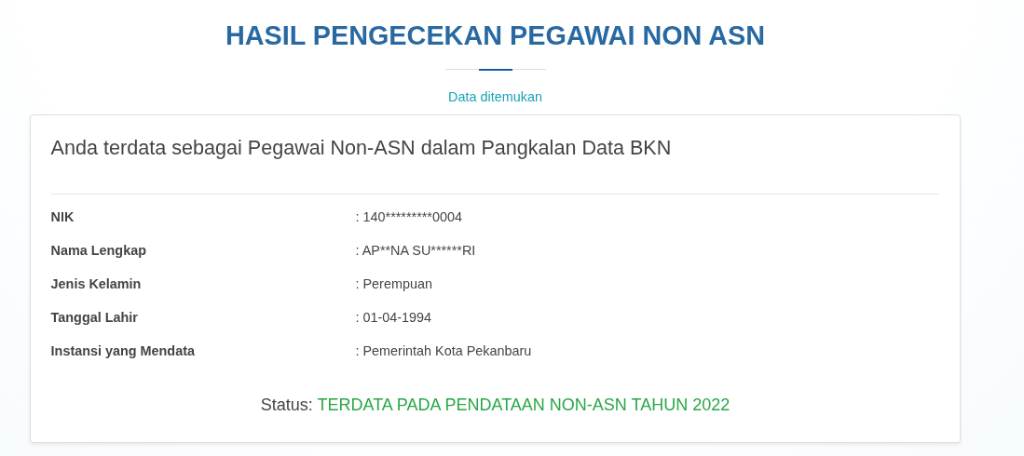 HASIL PENGECEKAN PEGAWAI NON ASN
Data ditemukan
Anda terdata sebagai Pegawai Non-ASN dalam Pangkalan Data BKN
NIK : 140*********0004
Nama Lengkap : AP**NA SU******RI
Jenis Kelamin : Perempuan
Tanggal Lahir : 01-04-1994
Instansi yang Mendata : Pemerintah Kota Pekanbaru
Status: TERDATA PADA PENDATAAN NON-ASN TAHUN 2022